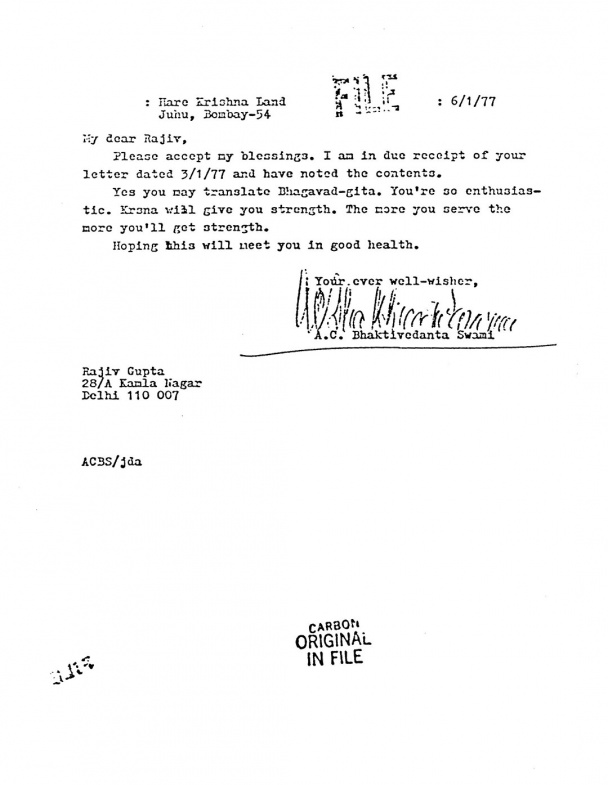 FILE
: Hare Krishna Land : 6/1/77
Juhu, Bombay-54
My dear Rajiv,
Please accept my blessings. I am in due receipt of your
letter dated 3/1/77 and have noted the contents.
Yes you may translate Bhagavad-gita. You're so enthusias-
tic. Krsna will give you strength. The more you serve the
more you'll get strength.
Hoping this will meet you in good health.
Your ever well-wisher,
A.C. Bhaktivedanta Swami
Rajiv Gupta
28/A Kamla Nagar
Delhi 110 007
ACBS/jda
CARBON
ORIGINAL
IN FILE
FILE